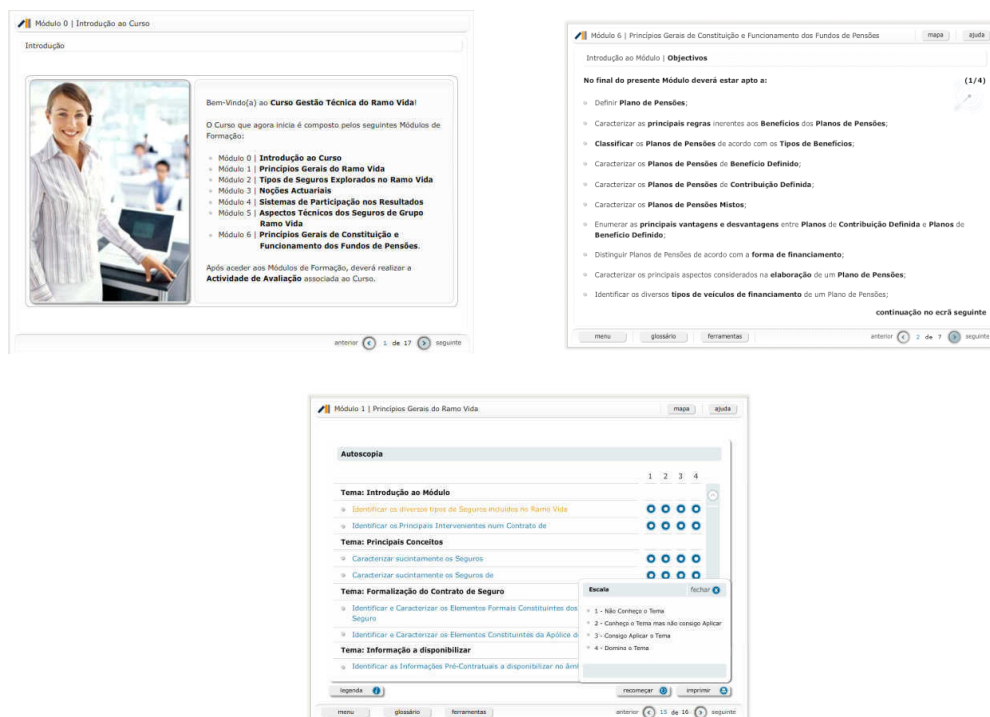 Módulo 0 | Introdução ao Curso
Introdução
Bem-Vindo(a) ao Curso Gestão Técnica do Ramo Vida!
O Curso que agora inicia é composto pelos seguintes Módulos de
Formação:
Módulo 0 | Introdução ao Curso
Módulo 1 | Princípios Gerais do Ramo Vida
Módulo 2 | Tipos de Seguros Explorados no Ramo Vida
Módulo 3 | Noções Actuariais
Módulo 4 | Sistemas de Participação nos Resultados
Módulo 5 | Aspectos Técnicos dos Seguros de Grupo
Ramo Vida
Módulo 6 | Princípios Gerais de Constituição e
Funcionamento dos Fundos de Pensões.
Após aceder aos Módulos de Formação, deverá realizar a
Actividade de Avaliação associada ao Curso.
anterior 1 de 17 seguinte
Módulo 6 | Princípios Gerais de Constituição e Funcionamento dos Fundos de Pensões mapa ajuda
Introdução ao Módulo | Objectivos
No final do presente Módulo deverá estar apto a: (1/4)
Definir Plano de Pensões;
Caracterizar as principais regras inerentes aos Benefícios dos Planos de Pensões;
Classificar os Planos de Pensões de acordo com os Tipos de Benefícios;
Caracterizar os Planos de Pensões de Benefício Definido;
Caracterizar os Planos de Pensões de Contribuição Definida;
Caracterizar os Planos de Pensões Mistos;
Enumerar as principais vantagens e desvantagens entre Planos de Contribuição Definida e Planos de
Benefício Definido;
Distinguir Planos de Pensões de acordo com a forma de financiamento;
Caracterizar os principais aspectos considerados na elaboração de um Plano de Pensões;
Identificar os diversos tipos de veículos de financiamento de um Plano de Pensões;
continuação no ecrã seguinte
menu glossário ferramentas anterior 2 de 7 seguinte
Módulo 1 | Princípios Gerais do Ramo Vida mapa ajuda
Autoscopia
1 2 3 4
Tema: Introdução ao Módulo
Identificar os diversos tipos de Seguros incluídos no Ramo Vida
Identificar os Principais Intervenientes num Contrato de
Tema: Principais Conceitos
Caracterizar sucintamente os Seguros
Caracterizar sucintamente os Seguros de
Tema: Formalização do Contrato de Seguro
Identificar e Caracterizar os Elementos Formais Constituintes dos
Seguro
Identificar e Caracterizar os Elementos Constituintes da Apólice d
Tema: Informação a disponibilizar
Identificar as Informações Pré-Contratuais a disponibilizar no âm
Escala fechar
1 - Não Conheço o Tema
2 - Conheço o Tema mas não consigo Aplicar
3 - Consigo Aplicar o Tema
4 - Domino o Tema
legenda recomeçar imprimir
menu glossário ferramentas anterior 15 de 16 seguinte